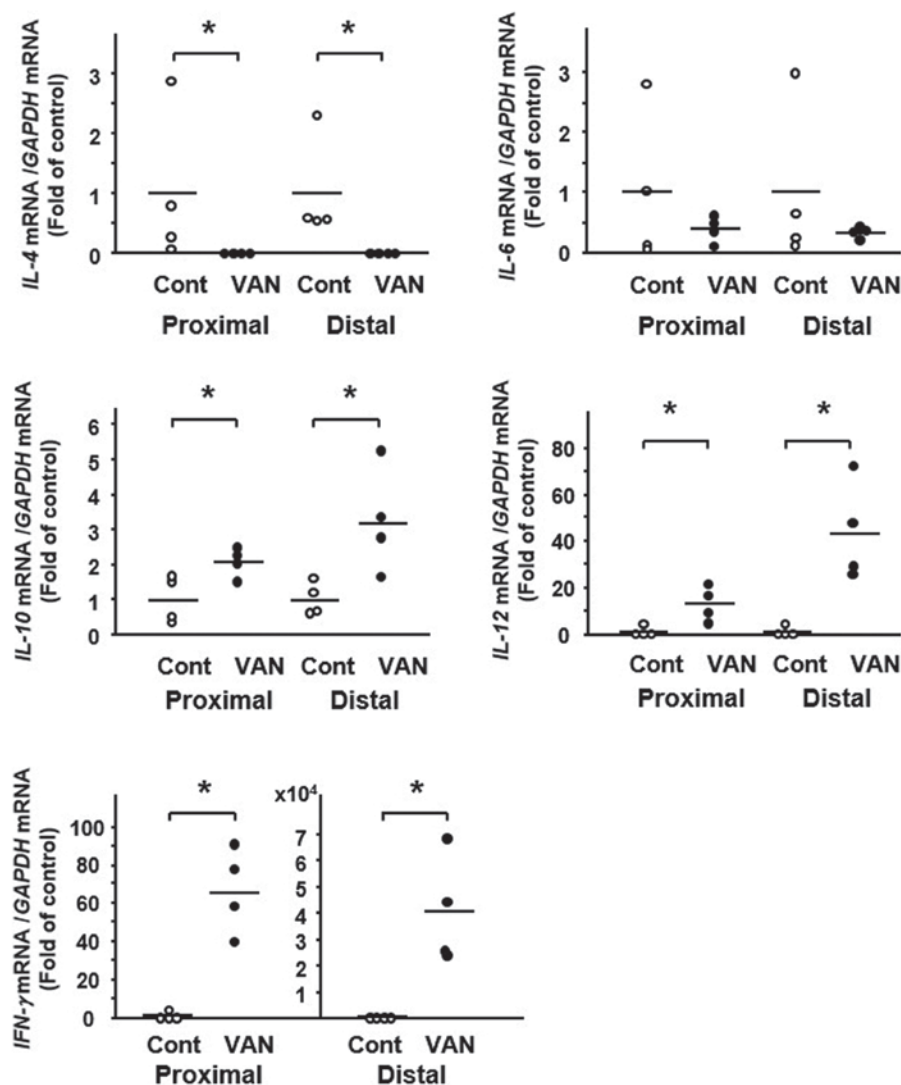 IL-4 mRNA /GAPDH mRNA
(Fold of control)
3
2
1
0
* *
Cont VAN Cont VAN
Proximal Distal
IL-6 mRNA /GAPDH mRNA
(Fold of control)
3
2
1
0
Cont VAN Cont VAN
Proximal Distal
IL-10 mRNA /GAPDH mRNA
(Fold of control)
6
5
4
3
2
1
0
* *
Cont VAN Cont VAN
Proximal Distal
IL-12 mRNA /GAPDH mRNA
(Fold of control)
80
60
40
20
0
* *
Cont VAN Cont VAN
Proximal Distal
IFN-γ mRNA /GAPDH mRNA
(Fold of control)
100
80
60
40
20
0
*
Cont VAN
Proximal
x10⁴
7
6
5
4
3
2
1
*
Cont VAN
Distal